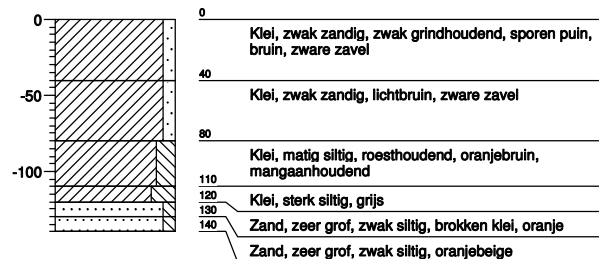 0
-50
-100
0
Klei, zwak zandig, zwak grindhoudend, sporen puin,
bruin, zware zavel
40
Klei, zwak zandig, lichtbruin, zware zavel
80
Klei, matig siltig, roesthoudend, oranjebruin,
mangaanhoudend
110
Klei, sterk siltig, grijs
120
130
Zand, zeer grof, zwak siltig, brokken klei, oranje
140
Zand, zeer grof, zwak siltig, oranjebeige